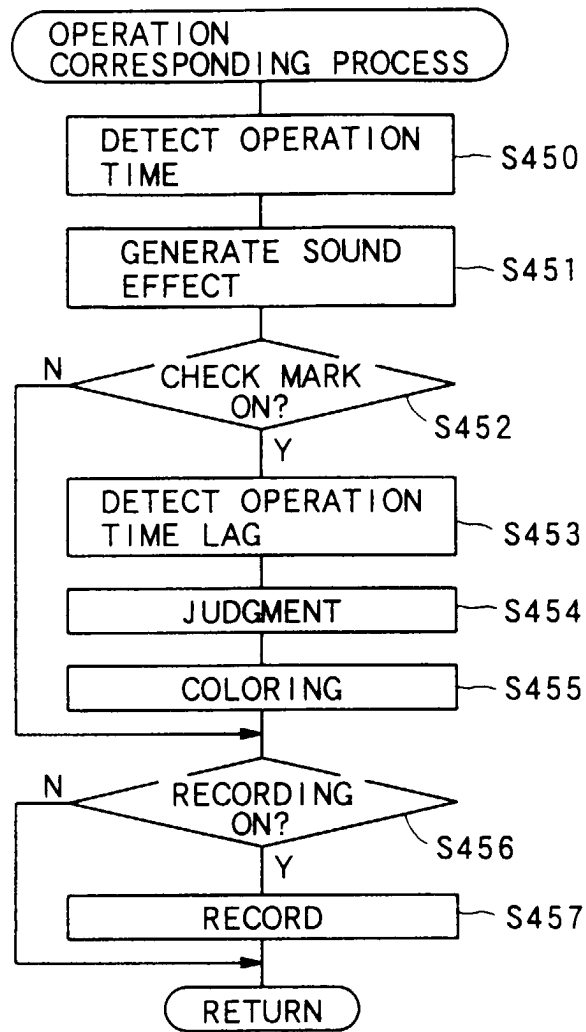 OPERATION
CORRESPONDING PROCESS
DETECT OPERATION
TIME
S450
GENERATE SOUND
EFFECT
S451
N
CHECK MARK
ON?
S452
Y
DETECT OPERATION
TIME LAG
S453
JUDGMENT
S454
COLORING
S455
N
RECORDING
ON?
S456
Y
RECORD
S457
RETURN